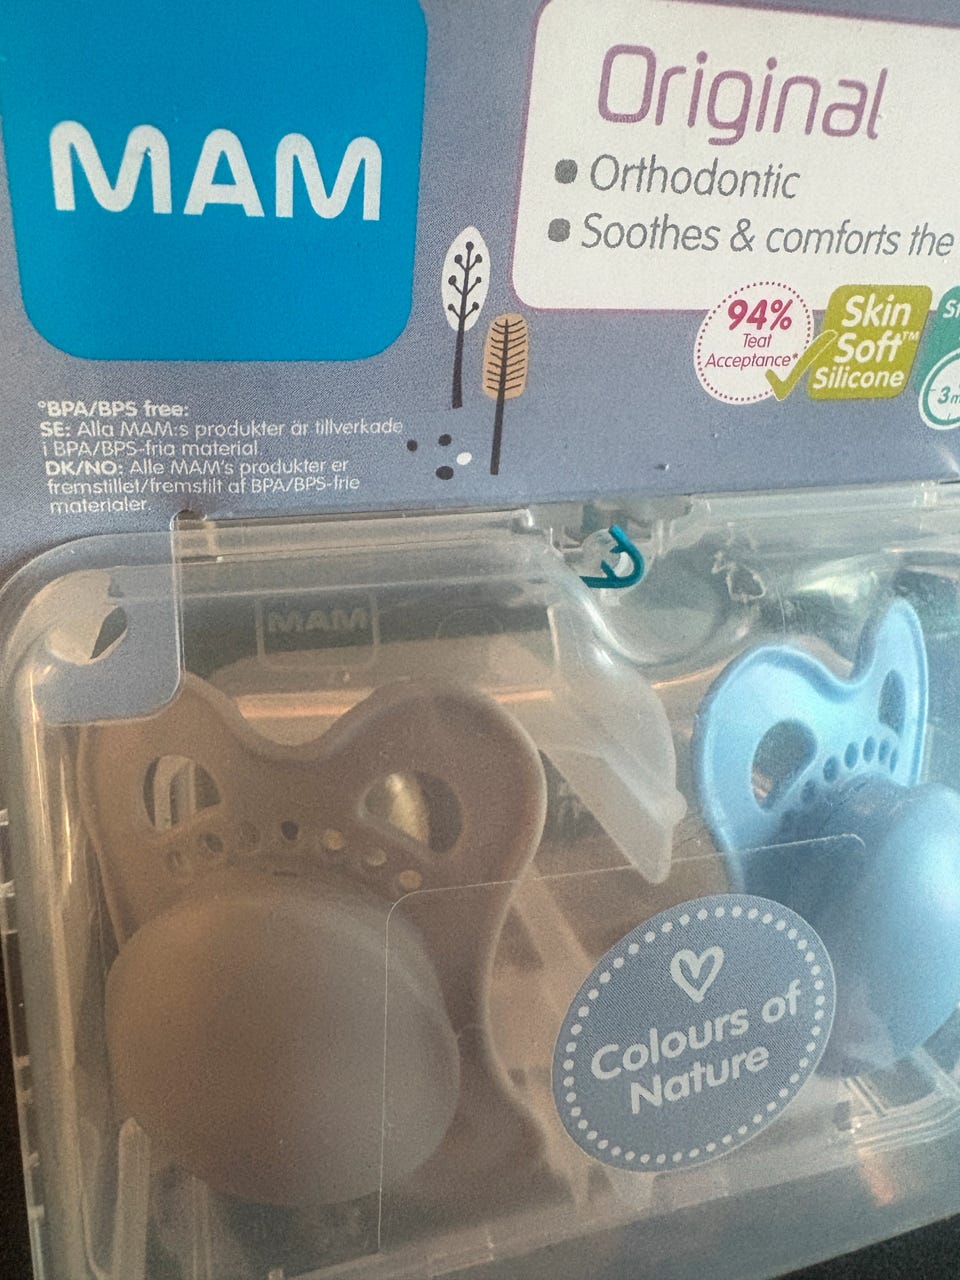 MAM
Original
● Orthodontic
● Soothes & comforts the
94%
Teat
Acceptance*
Skin
Soft™
Silicone
3m
°BPA/BPS free:
SE: Alla MAM:s produkter är tillverkade
i BPA/BPS-fria material.
DK/NO: Alle MAM's produkter er
fremstillet/fremstilt af BPA/BPS-frie
materialer.
MAM
Colours of
Nature